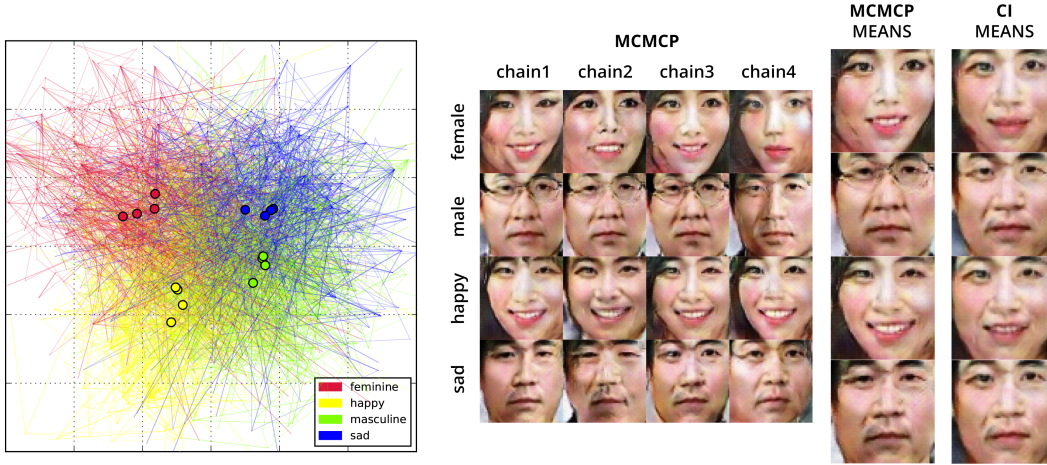 feminine
happy
masculine
sad
MCMCP
chain1 chain2 chain3 chain4
female
male
happy
sad
MCMCP
MEANS
CI
MEANS